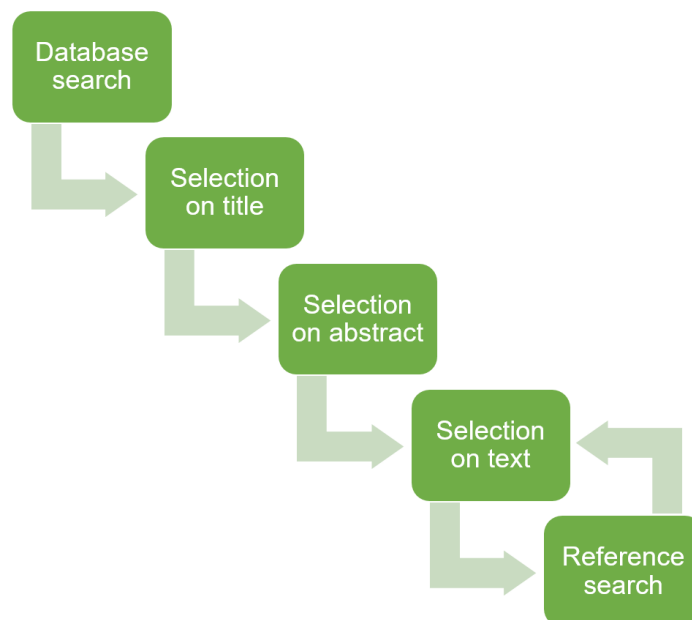 Database
search
Selection
on title
Selection
on abstract
Selection
on text
Reference
search